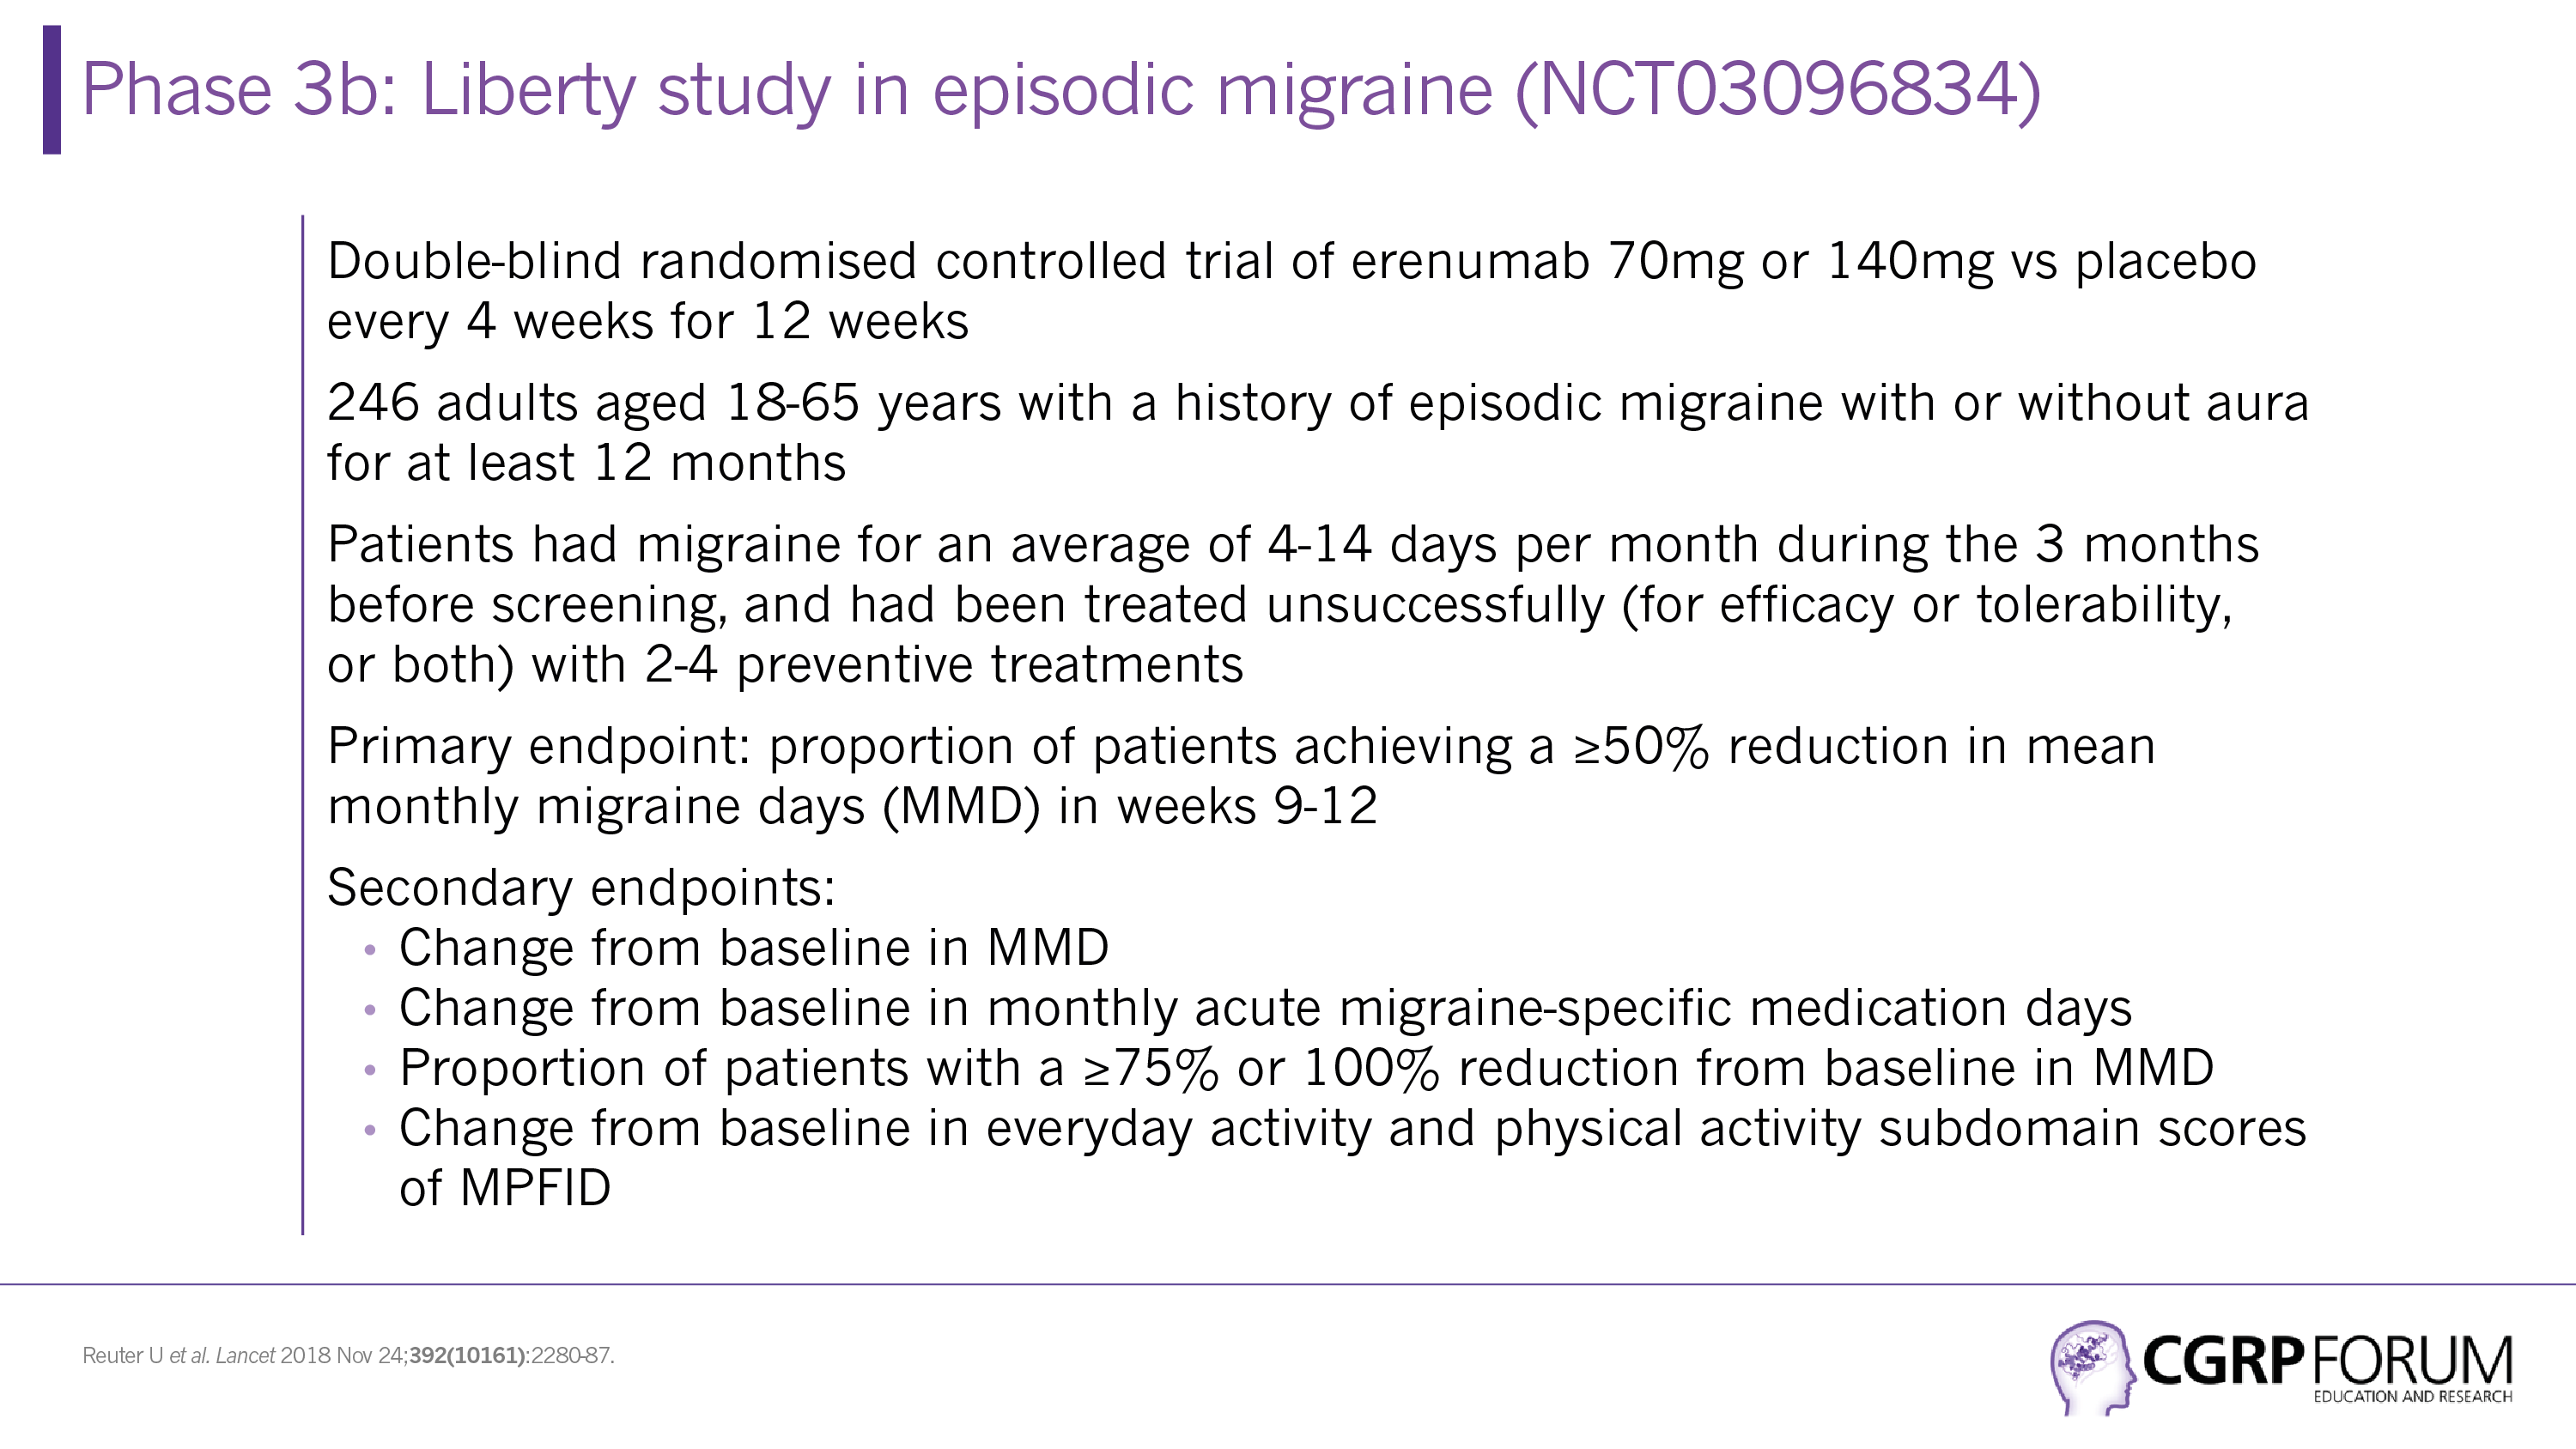 Phase 3b: Liberty study in episodic migraine (NCT03096834)
Double-blind randomised controlled trial of erenumab 70mg or 140mg vs placebo
every 4 weeks for 12 weeks
246 adults aged 18-65 years with a history of episodic migraine with or without aura
for at least 12 months
Patients had migraine for an average of 4-14 days per month during the 3 months
before screening, and had been treated unsuccessfully (for efficacy or tolerability,
or both) with 2-4 preventive treatments
Primary endpoint: proportion of patients achieving a ≥50% reduction in mean
monthly migraine days (MMD) in weeks 9-12
Secondary endpoints:
• Change from baseline in MMD
• Change from baseline in monthly acute migraine-specific medication days
• Proportion of patients with a ≥75% or 100% reduction from baseline in MMD
• Change from baseline in everyday activity and physical activity subdomain scores
of MPFID
Reuter U et al. Lancet 2018 Nov 24;392(10161):2280-87.
CGRP FORUM
EDUCATION AND RESEARCH